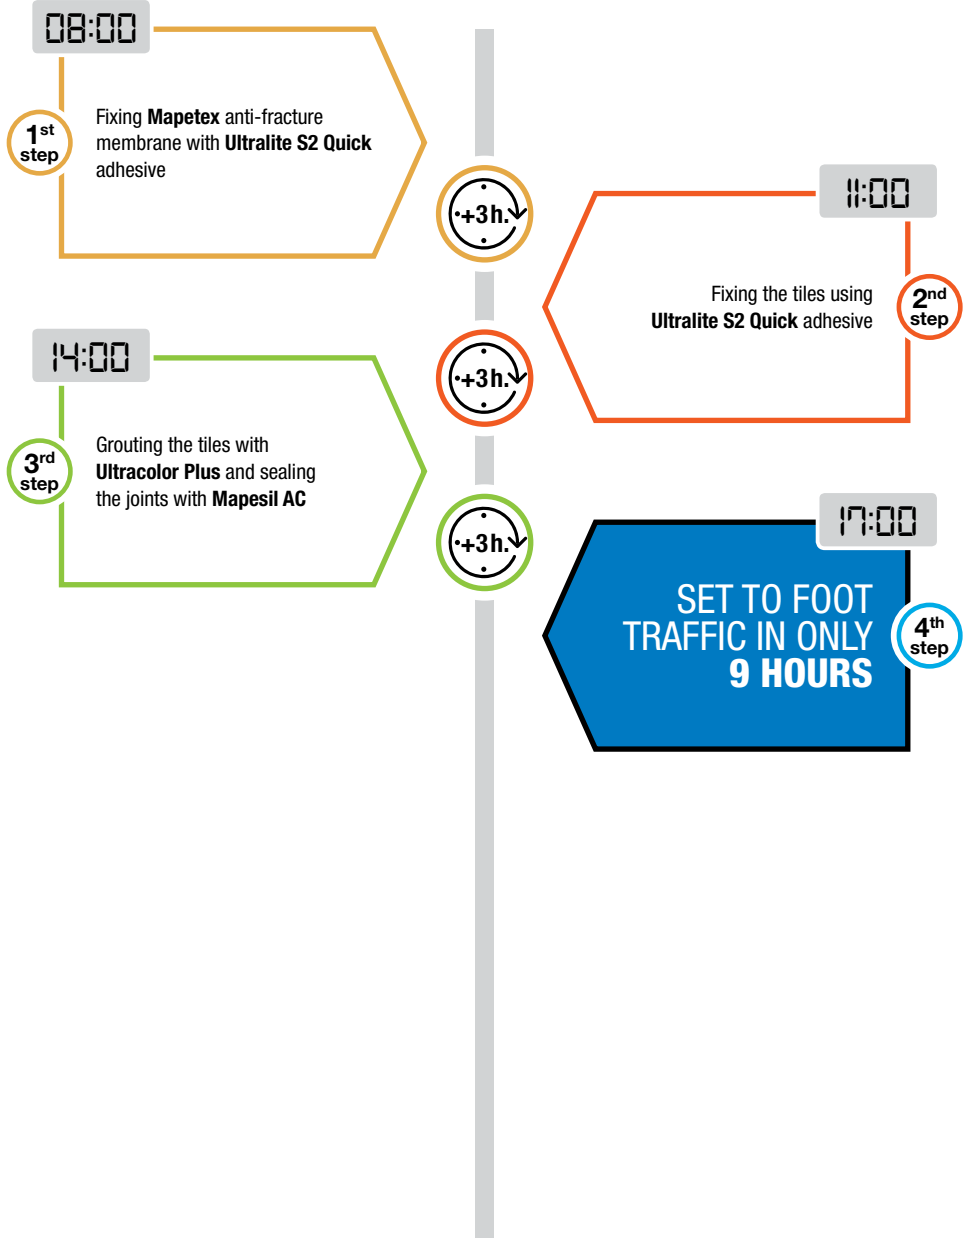 08:00
1st
step
Fixing Mapetex anti-fracture
membrane with Ultralite S2 Quick
adhesive
+3h.
11:00
2nd
step
Fixing the tiles using
Ultralite S2 Quick adhesive
+3h.
14:00
3rd
step
Grouting the tiles with
Ultracolor Plus and sealing
the joints with Mapesil AC
+3h.
17:00
4th
step
SET TO FOOT
TRAFFIC IN ONLY
9 HOURS